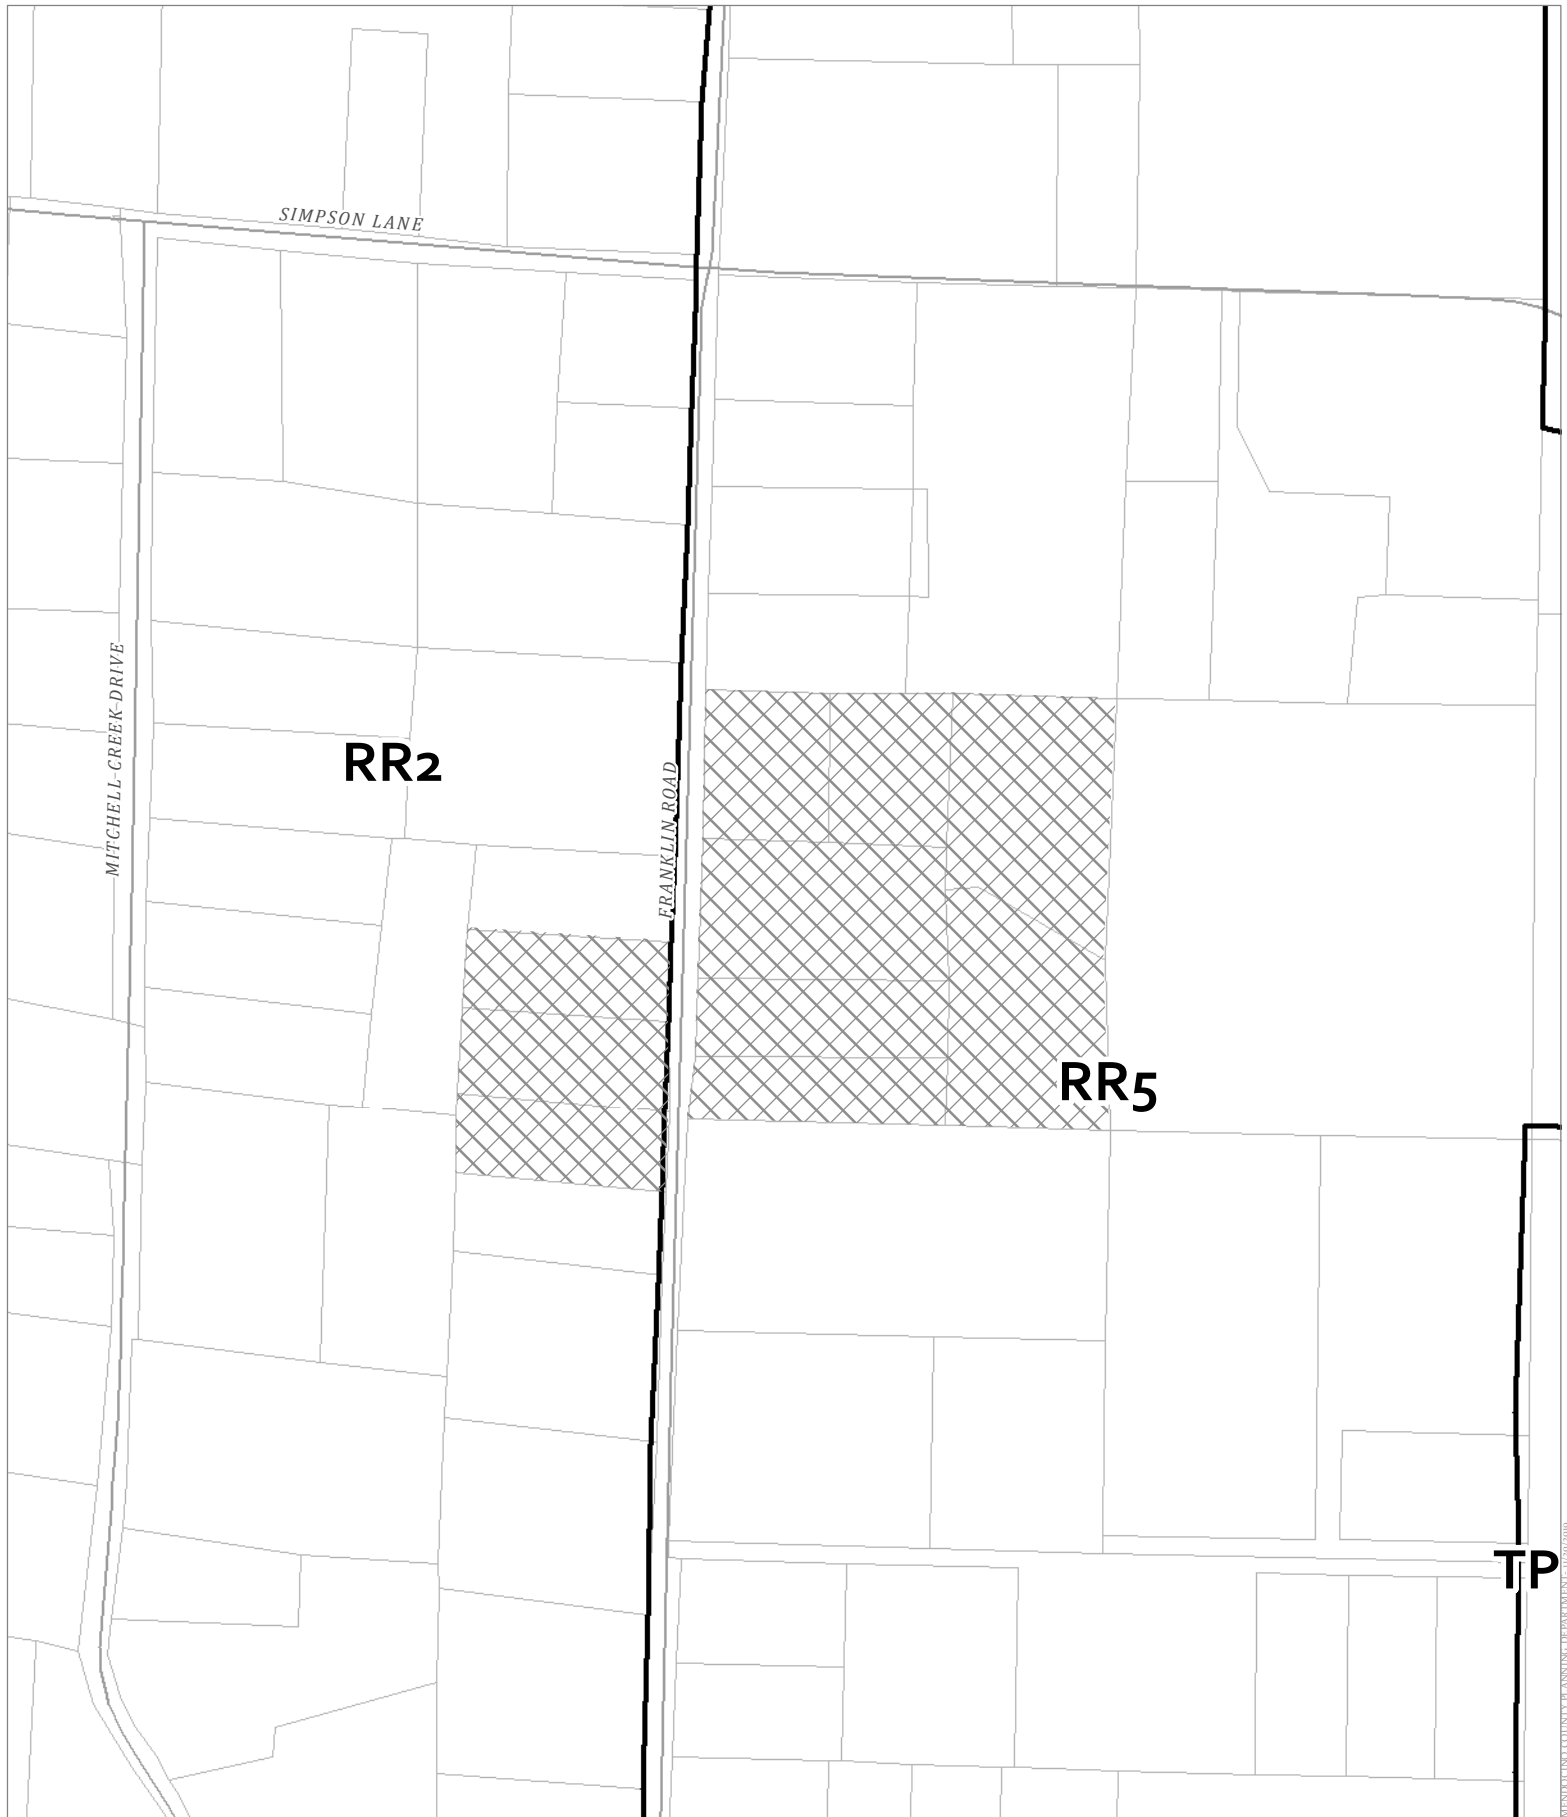 SIMPSON LANE
MITCHELL CREEK DRIVE
RR2
FRANKLIN ROAD
RR5
TP